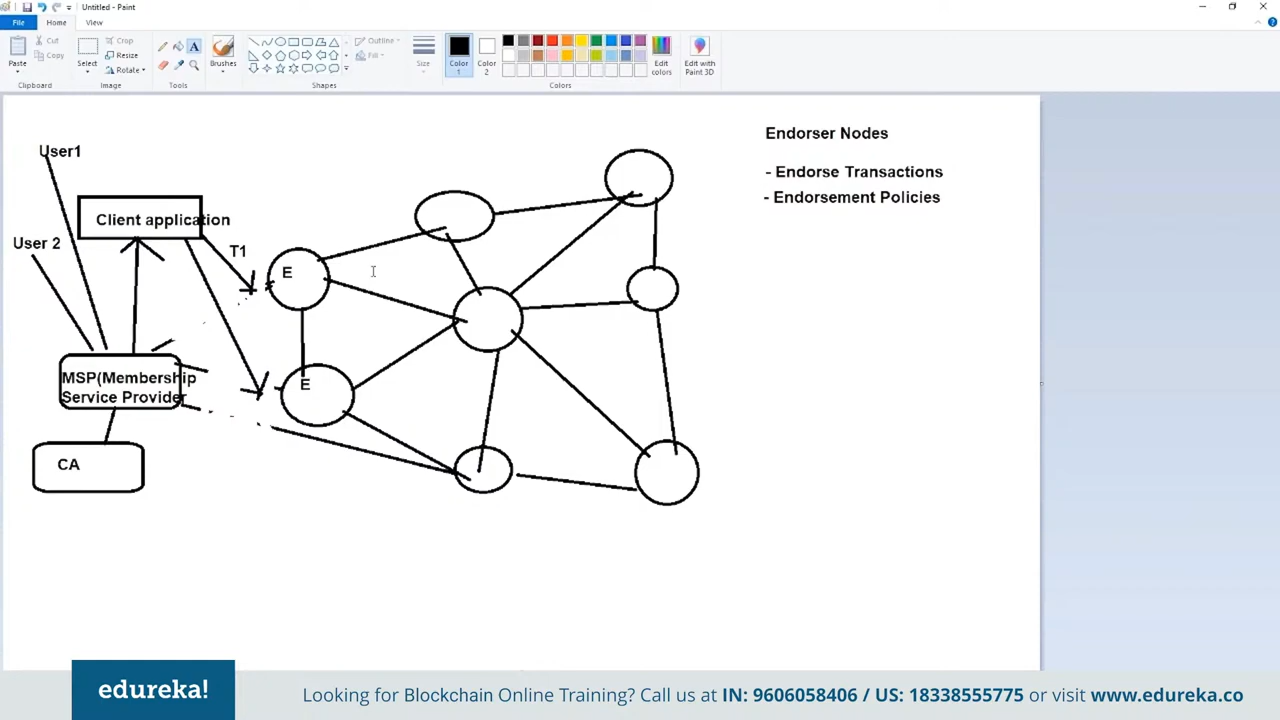 Untitled - Paint
File
Home
View
Paste
Cut
Copy
Clipboard
Select
Crop
Resize
Rotate
Image
A
Tools
Brushes
Shapes
Outline
Fill
Size
Color
1
Color
2
Edit
colors
Colors
Edit with
Paint 3D
User1
Client application
User 2
T1
E
E
MSP(Membership
Service Provider
CA
Endorser Nodes
- Endorse Transactions
- Endorsement Policies
edureka!
Looking for Blockchain Online Training? Call us at IN: 9606058406 / US: 18338555775 or visit www.edureka.co